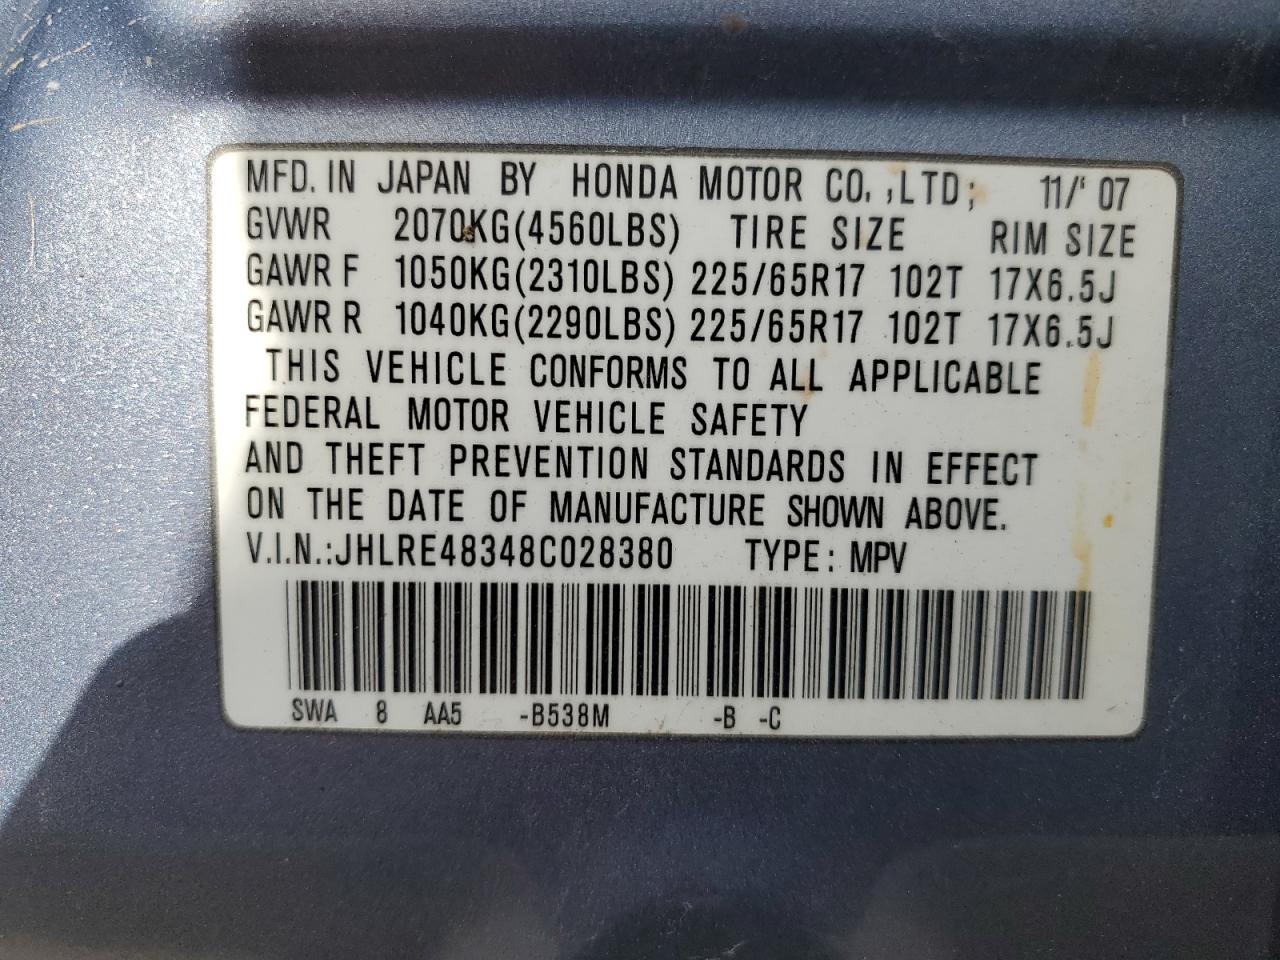 MFD. IN JAPAN BY HONDA MOTOR CO., LTD; 11/'07
GVWR 2070KG(4560LBS) TIRE SIZE RIM SIZE
GAWR F 1050KG(2310LBS) 225/65R17 102T 17X6.5J
GAWR R 1040KG(2290LBS) 225/65R17 102T 17X6.5J
THIS VEHICLE CONFORMS TO ALL APPLICABLE
FEDERAL MOTOR VEHICLE SAFETY
AND THEFT PREVENTION STANDARDS IN EFFECT
ON THE DATE OF MANUFACTURE SHOWN ABOVE.
V.I.N.:JHLRE48348C028380 TYPE: MPV
SWA 8 AA5 -B538M -B -C